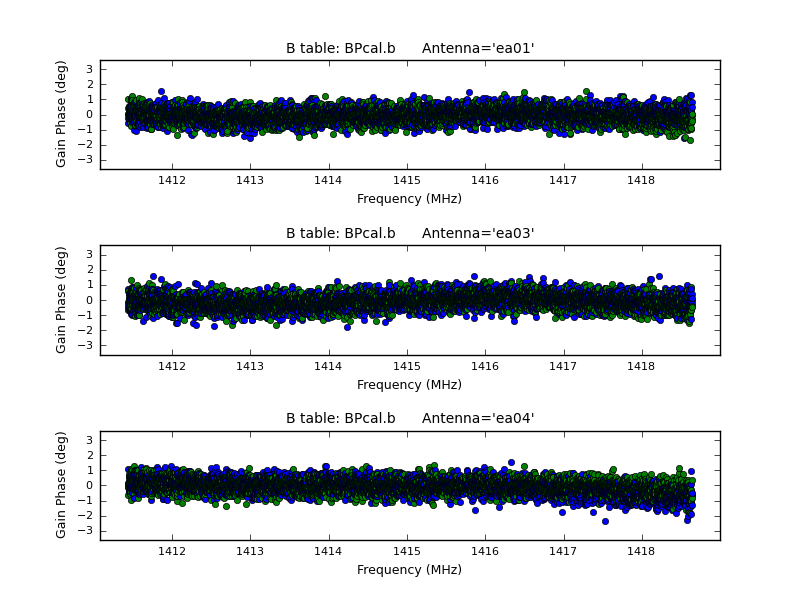 B table: BPcal.b Antenna='ea01'
3
2
1
0
−1
−2
−3
Gain Phase (deg)
1412 1413 1414 1415 1416 1417 1418
Frequency (MHz)
B table: BPcal.b Antenna='ea03'
3
2
1
0
−1
−2
−3
Gain Phase (deg)
1412 1413 1414 1415 1416 1417 1418
Frequency (MHz)
B table: BPcal.b Antenna='ea04'
3
2
1
0
−1
−2
−3
Gain Phase (deg)
1412 1413 1414 1415 1416 1417 1418
Frequency (MHz)